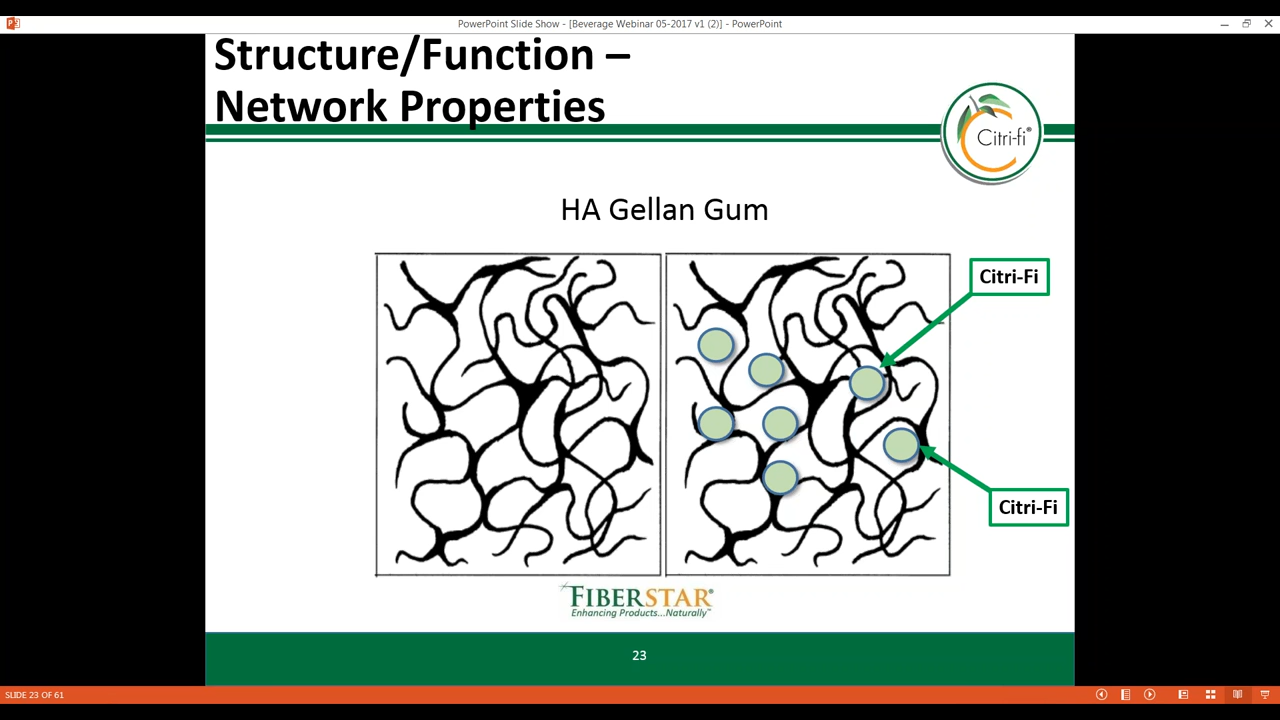 PowerPoint Slide Show - [Beverage Webinar 05-2017 v1 (2)] - PowerPoint
Structure/Function –
Network Properties
Citri-fi®
HA Gellan Gum
Citri-Fi
Citri-Fi
FIBERSTAR®
Enhancing Products...Naturally™
23
SLIDE 23 OF 61